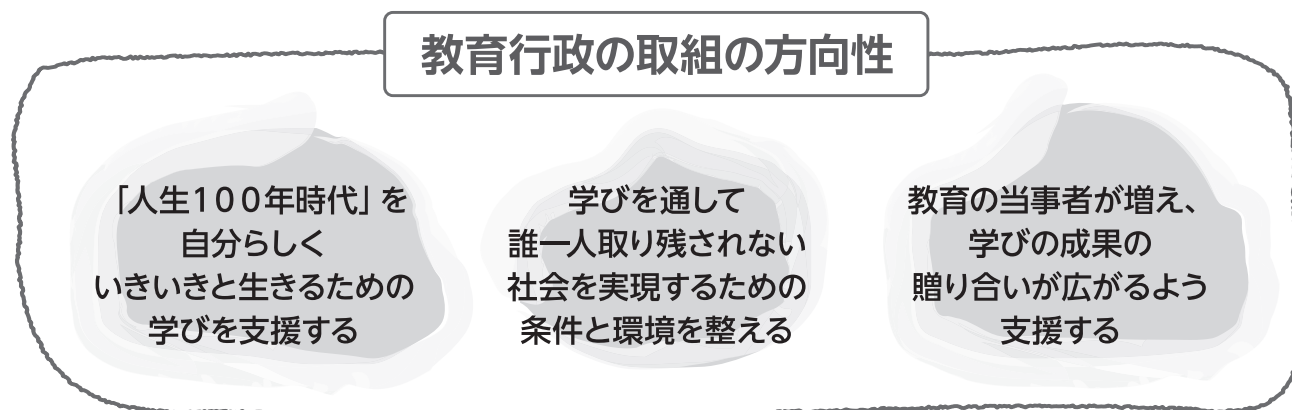 教育行政の取組の方向性
「人生１００年時代」を
自分らしく
いきいきと生きるための
学びを支援する
学びを通して
誰一人取り残されない
社会を実現するための
条件と環境を整える
教育の当事者が増え、
学びの成果の
贈り合いが広がるよう
支援する